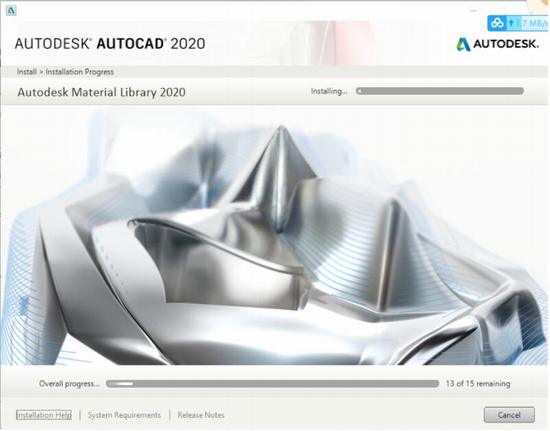 AUTODESK® AUTOCAD® 2020
1.7 MB/s
AUTODESK.
Install > Installation Progress
Autodesk Material Library 2020
Installing...
Overall progress...
13 of 15 remaining
Installation Help | System Requirements | Release Notes
Cancel